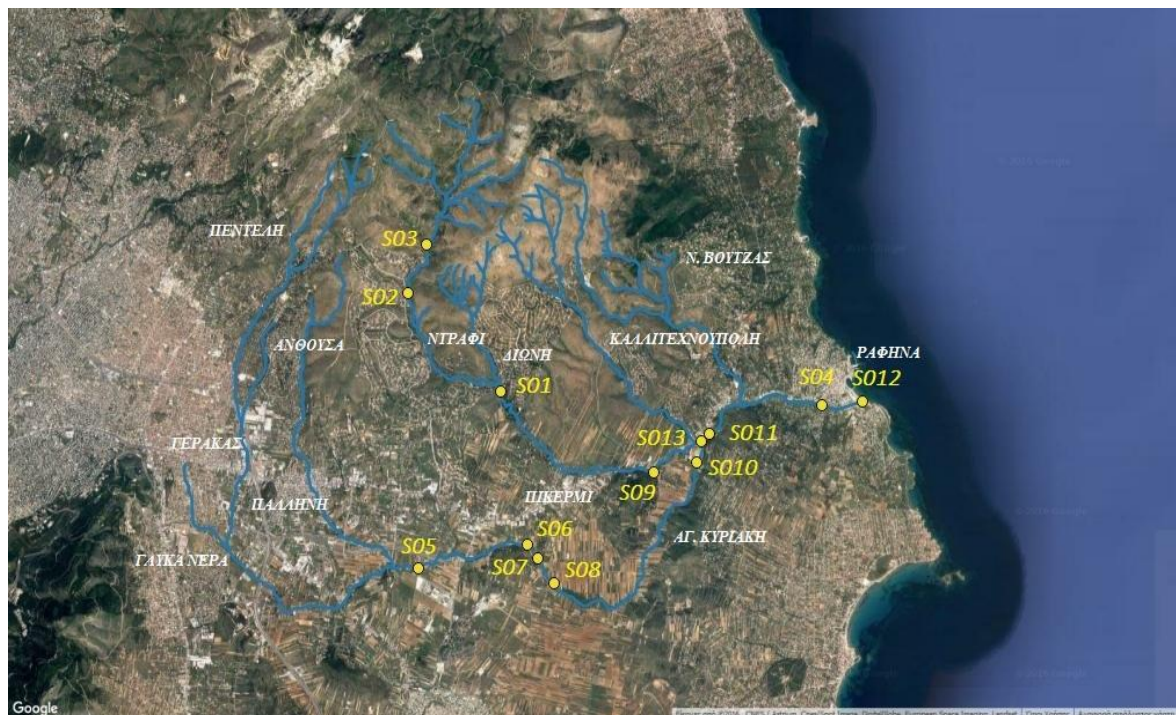 ΠΕΝΤΕΛΗ
S03
Ν. ΒΟΥΤΖΑΣ
S02
ΑΝΘΟΥΣΑ
ΝΤΡΑΦΙ
ΚΑΛΛΙΤΕΧΝΟΥΠΟΛΗ
ΔΙΩΝΗ
ΡΑΦΗΝΑ
S01
S04
S012
ΓΕΡΑΚΑΣ
S013
S011
S010
S09
ΠΑΛΛΗΝΗ
ΠΙΚΕΡΜΙ
ΓΛΥΚΑ ΝΕΡΑ
S05
S06
ΑΓ. ΚΥΡΙΑΚΗ
S07
S08
Google